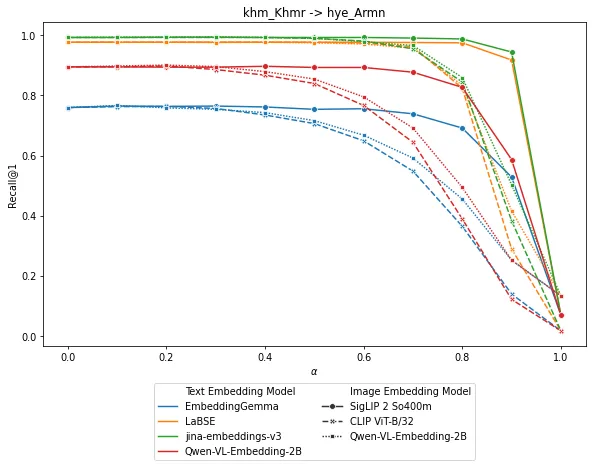 khm_Khmr -> hye_Armn
1.0
0.8
0.6
0.4
0.2
0.0
Recall@1
0.0 0.2 0.4 0.6 0.8 1.0
α
Text Embedding Model Image Embedding Model
EmbeddingGemma SigLIP 2 So400m
LaBSE CLIP ViT-B/32
jina-embeddings-v3 Qwen-VL-Embedding-2B
Qwen-VL-Embedding-2B